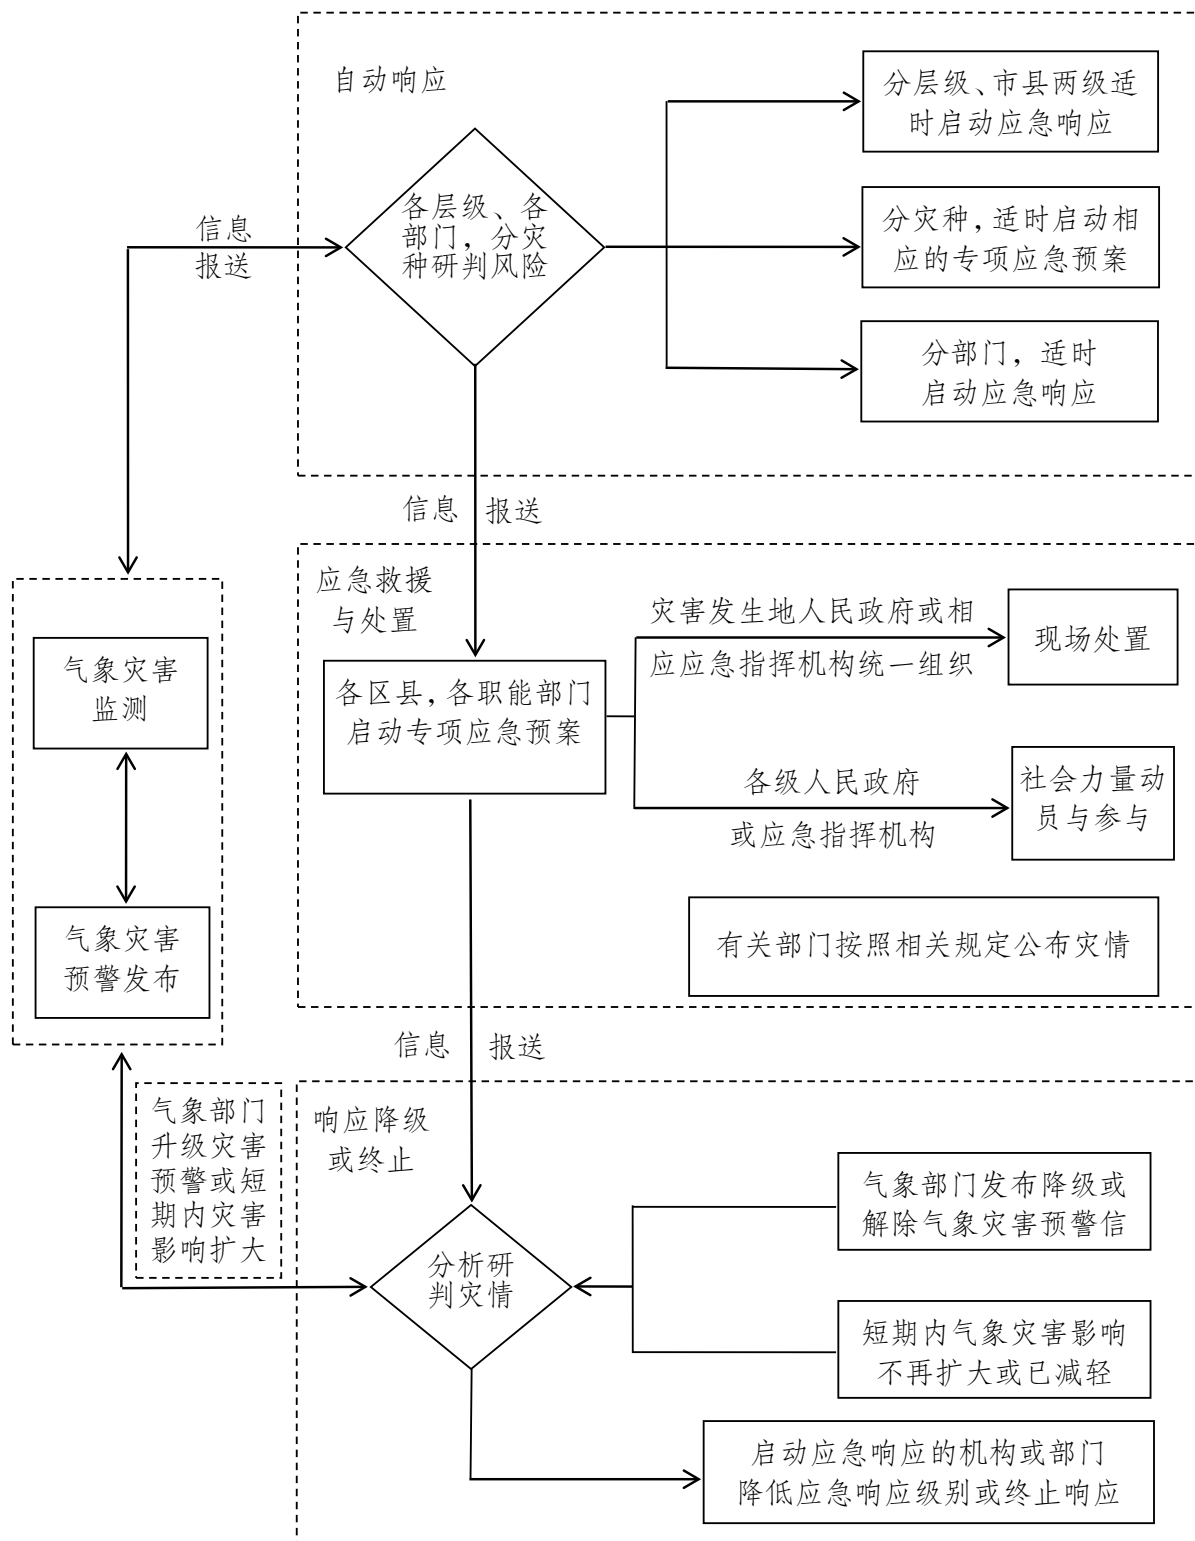 自动响应
分层级、市县两级适
时启动应急响应
各层级、各
部门，分灾
种研判风险
信息
报送
分灾种，适时启动相
应的专项应急预案
分部门，适时
启动应急响应
信息 报送
应急救援
与处置
灾害发生地人民政府或相
应应急指挥机构统一组织
现场处置
各区县，各职能部门
启动专项应急预案
气象灾害
监测
各级人民政府
或应急指挥机构
社会力量动
员与参与
有关部门按照相关规定公布灾情
气象灾害
预警发布
信息 报送
气象部门
升级灾害
预警或短
期内灾害
影响扩大
响应降级
或终止
气象部门发布降级或
解除气象灾害预警信
分析研
判灾情
短期内气象灾害影响
不再扩大或已减轻
启动应急响应的机构或部门
降低应急响应级别或终止响应